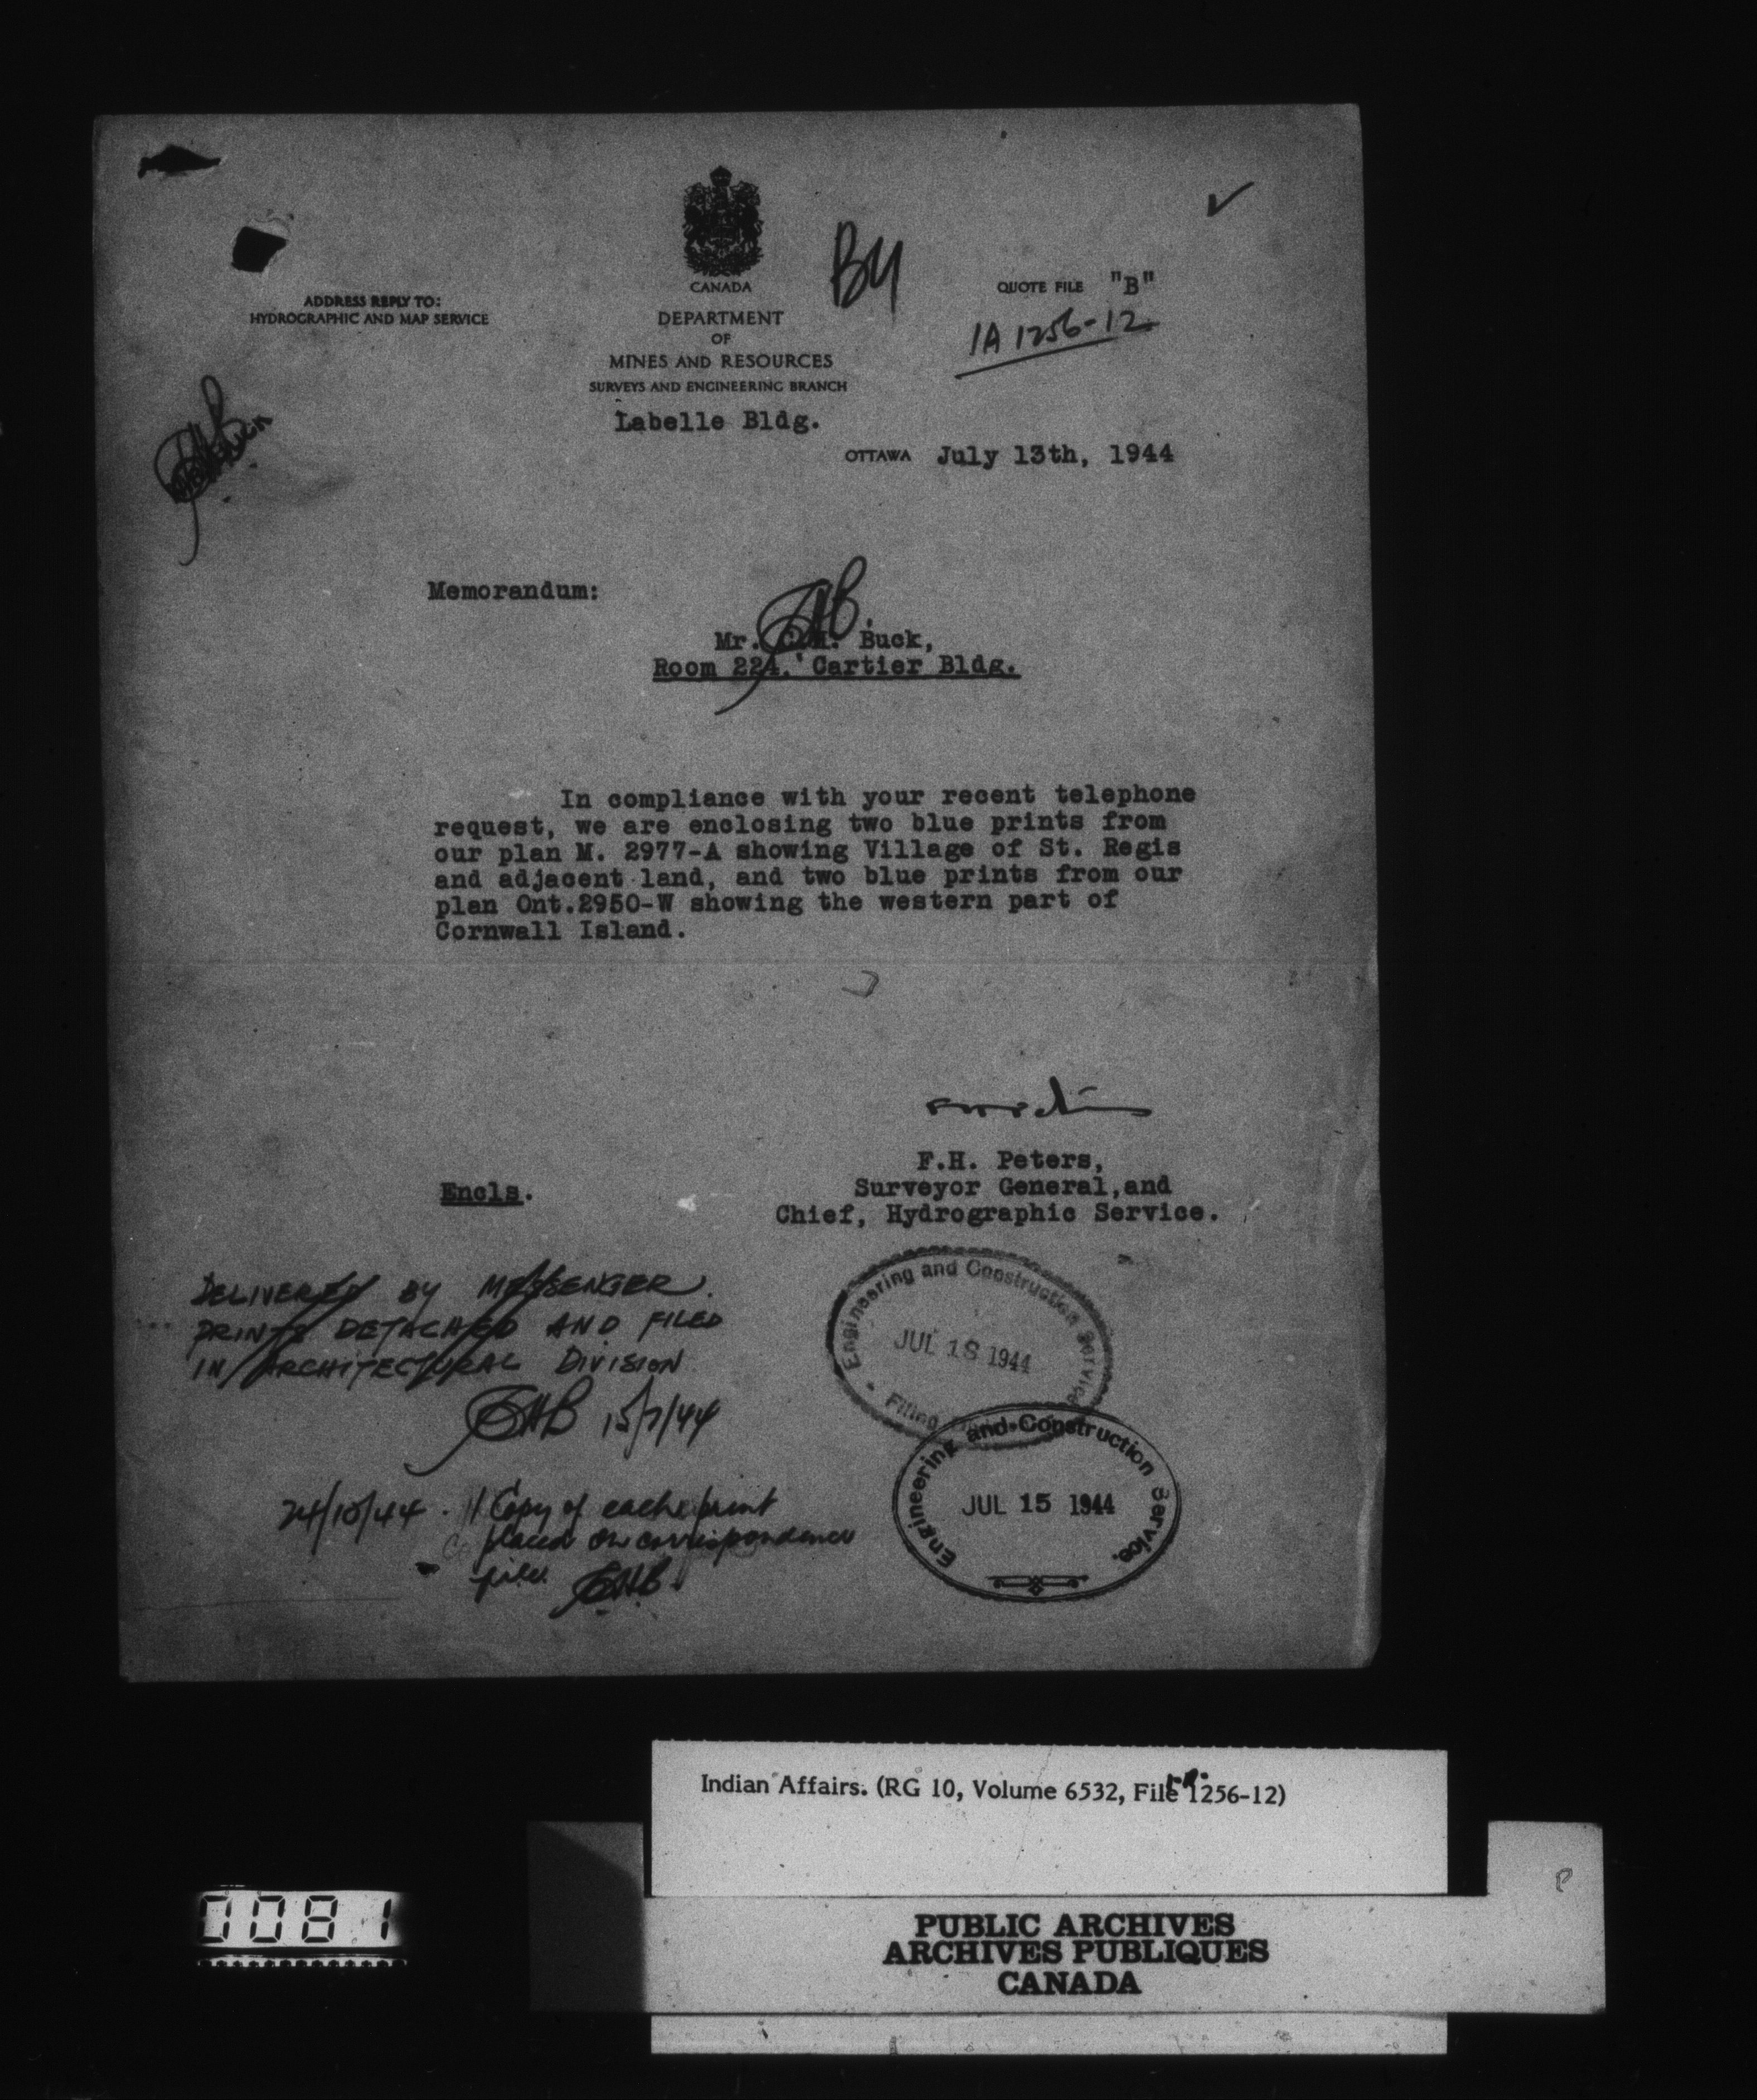 CANADA
By
QUOTE FILE "B"
IA 1256-12
ADDRESS REPLY TO:
HYDROGRAPHIC AND MAP SERVICE
DEPARTMENT
OF
MINES AND RESOURCES
SURVEYS AND ENGINEERING BRANCH
Labelle Bldg.
OTTAWA July 13th, 1944
Memorandum:
Mr. C.H. Buck,
Room 224, Cartier Bldg.
In compliance with your recent telephone
request, we are enclosing two blue prints from
our plan M. 2977-A showing Village of St. Regis
and adjacent land, and two blue prints from our
plan Ont.2950-W showing the western part of
Cornwall Island.
F.H. Peters,
Surveyor General, and
Chief, Hydrographic Service.
Encls.
DELIVERED BY MESSENGER.
PRINTS DETACHED AND FILED
IN ARCHITECTURAL DIVISION
CHB 15/7/44
Engineering and Construction Service
JUL 18 1944
Filing
Engineering and Construction Service.
JUL 15 1944
24/10/44. 1 Copy of each print
placed on correspondence
file. CHB.
Indian Affairs. (RG 10, Volume 6532, File 1256-12)
0081
PUBLIC ARCHIVES
ARCHIVES PUBLIQUES
CANADA